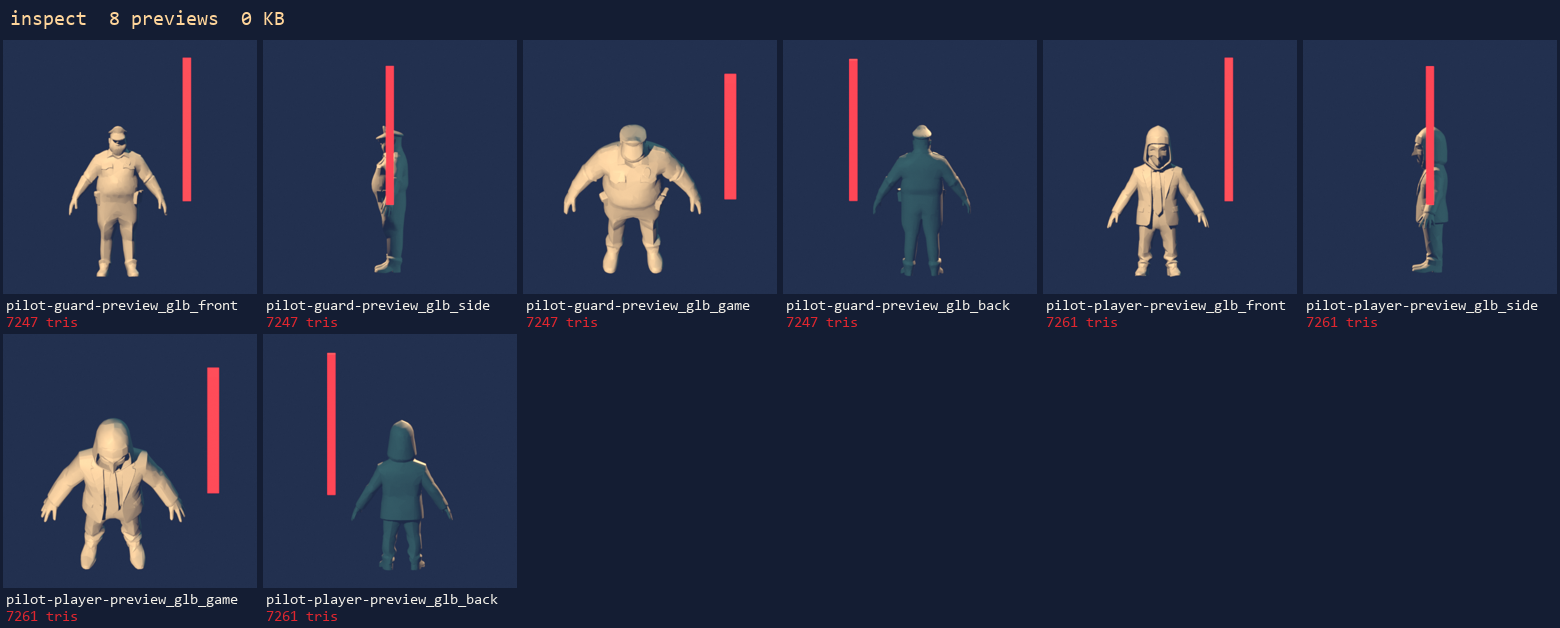 inspect  8 previews  0 KB
pilot-guard-preview_glb_front
7247 tris
pilot-guard-preview_glb_side
7247 tris
pilot-guard-preview_glb_game
7247 tris
pilot-guard-preview_glb_back
7247 tris
pilot-player-preview_glb_front
7261 tris
pilot-player-preview_glb_side
7261 tris
pilot-player-preview_glb_game
7261 tris
pilot-player-preview_glb_back
7261 tris